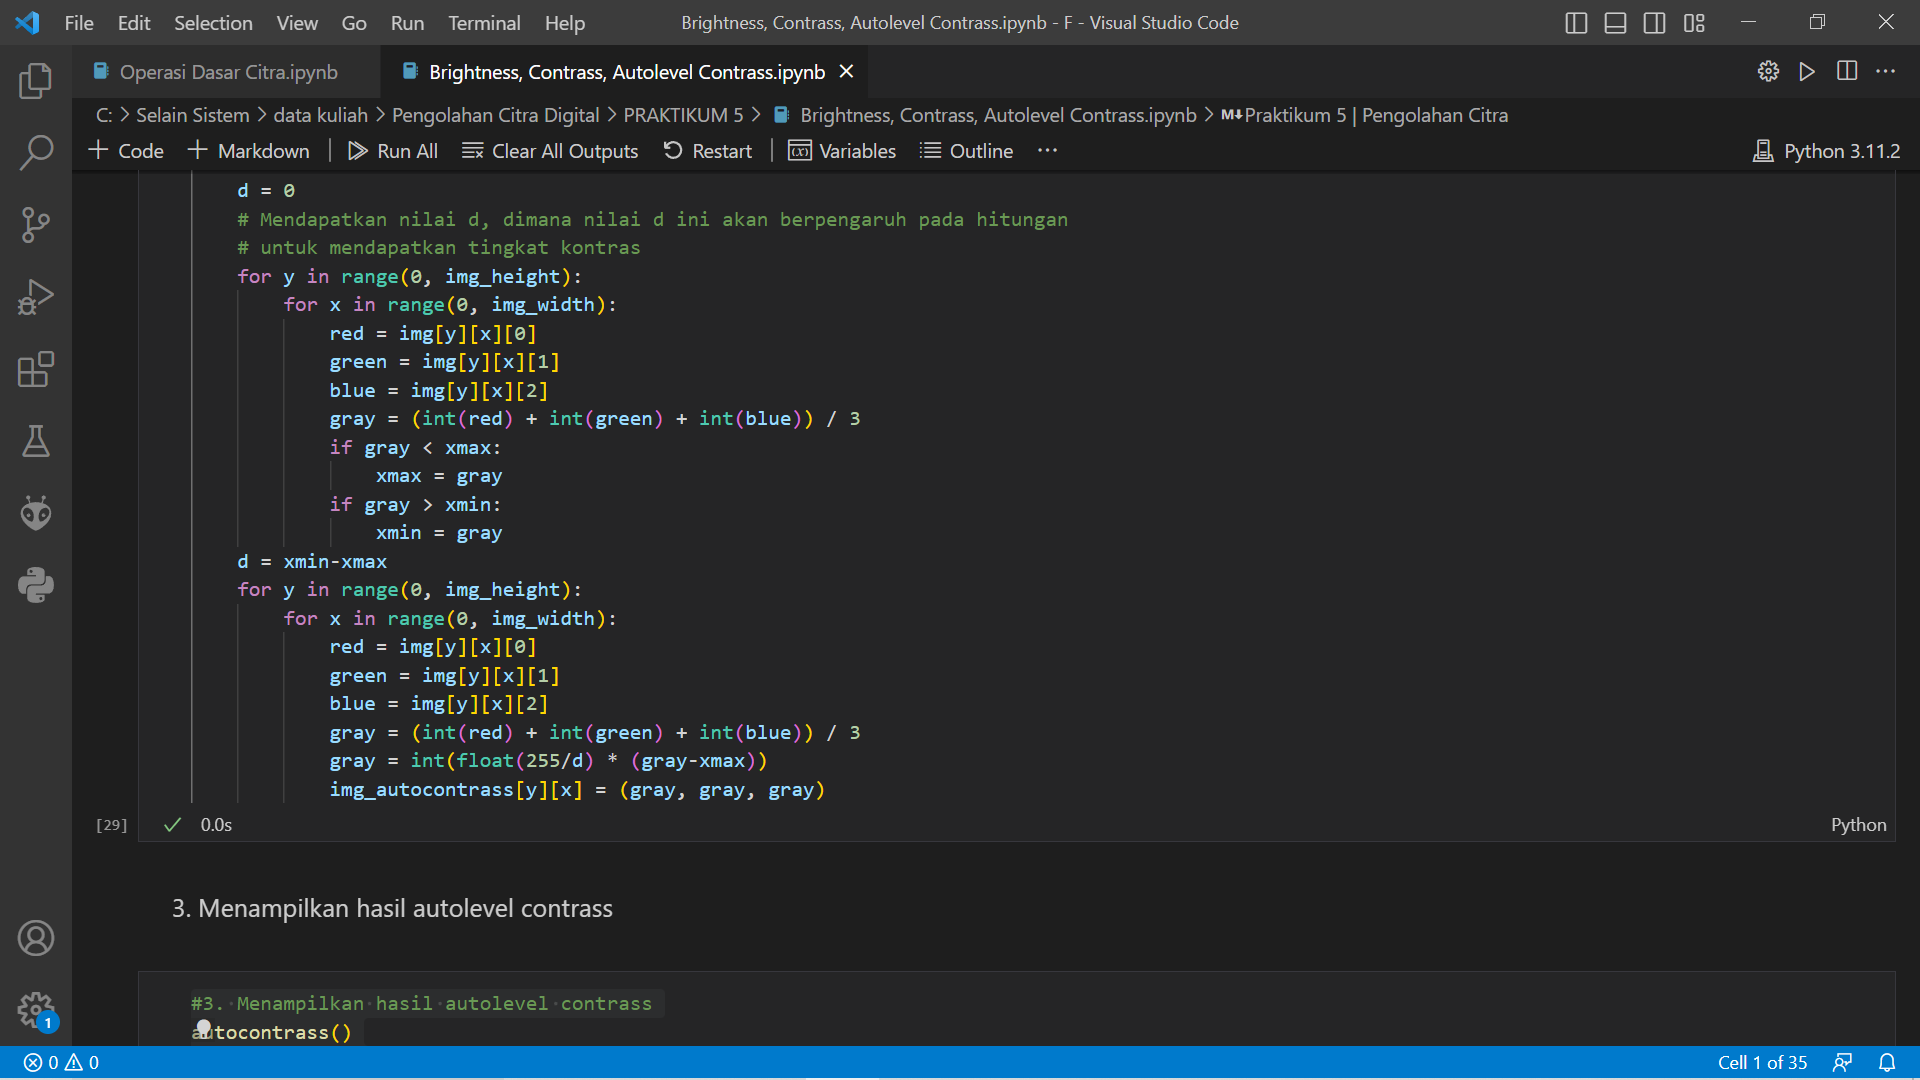 File Edit Selection View Go Run Terminal Help Brightness, Contrass, Autolevel Contrass.ipynb - F - Visual Studio Code
Operasi Dasar Citra.ipynb Brightness, Contrass, Autolevel Contrass.ipynb
C: > Selain Sistem > data kuliah > Pengolahan Citra Digital > PRAKTIKUM 5 > Brightness, Contrass, Autolevel Contrass.ipynb > M↓Praktikum 5 | Pengolahan Citra
+ Code + Markdown | Run All Clear All Outputs Restart | Variables Outline ··· Python 3.11.2
d = 0
# Mendapatkan nilai d, dimana nilai d ini akan berpengaruh pada hitungan
# untuk mendapatkan tingkat kontras
for y in range(0, img_height):
for x in range(0, img_width):
red = img[y][x][0]
green = img[y][x][1]
blue = img[y][x][2]
gray = (int(red) + int(green) + int(blue)) / 3
if gray < xmax:
xmax = gray
if gray > xmin:
xmin = gray
d = xmin-xmax
for y in range(0, img_height):
for x in range(0, img_width):
red = img[y][x][0]
green = img[y][x][1]
blue = img[y][x][2]
gray = (int(red) + int(green) + int(blue)) / 3
gray = int(float(255/d) * (gray-xmax))
img_autocontrass[y][x] = (gray, gray, gray)
[29] ✓ 0.0s Python
3. Menampilkan hasil autolevel contrass
#3. Menampilkan hasil autolevel contrass
autocontrass()
1
0 0 Cell 1 of 35